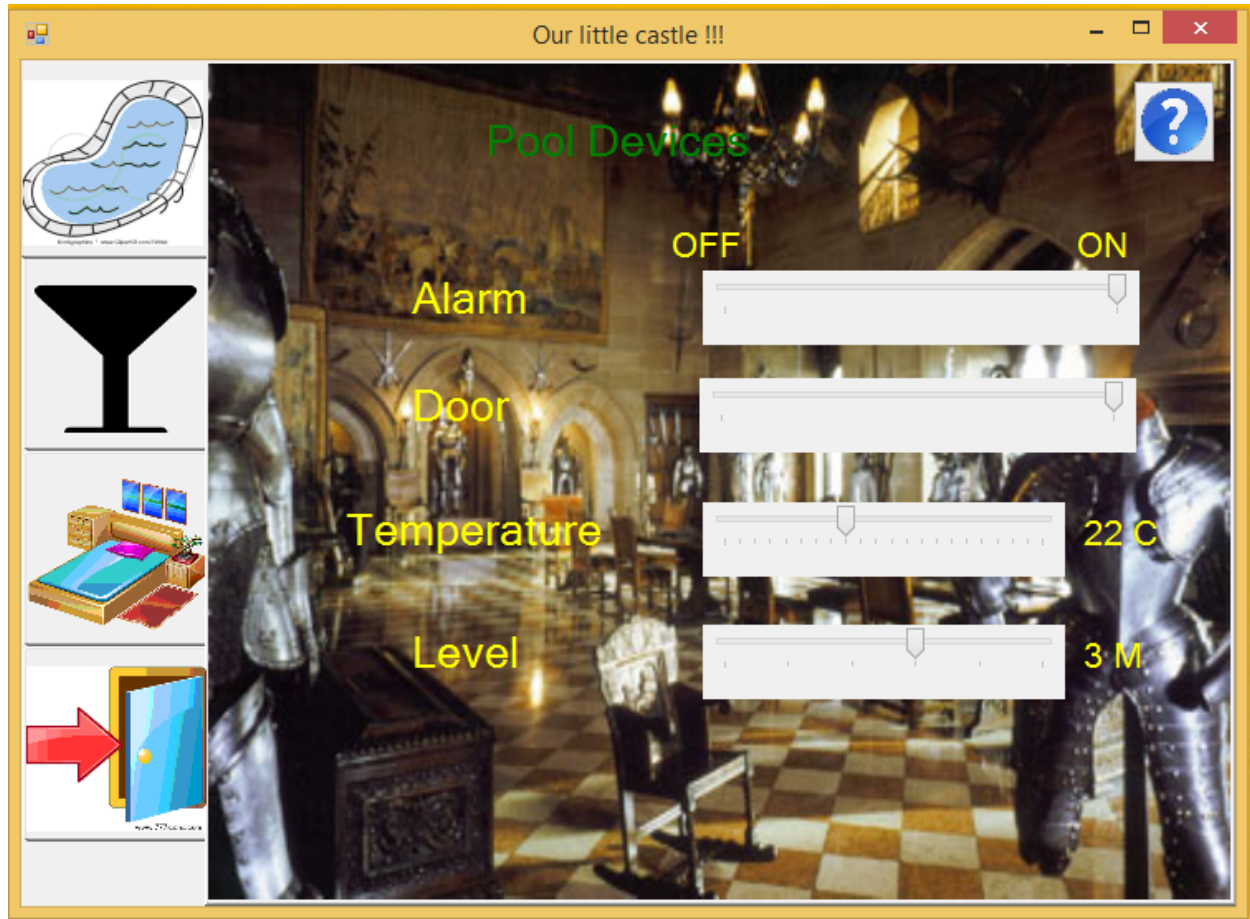 Our little castle !!!
Pool Devices
OFF ON
Alarm
Door
Temperature 22 C
Level 3 M